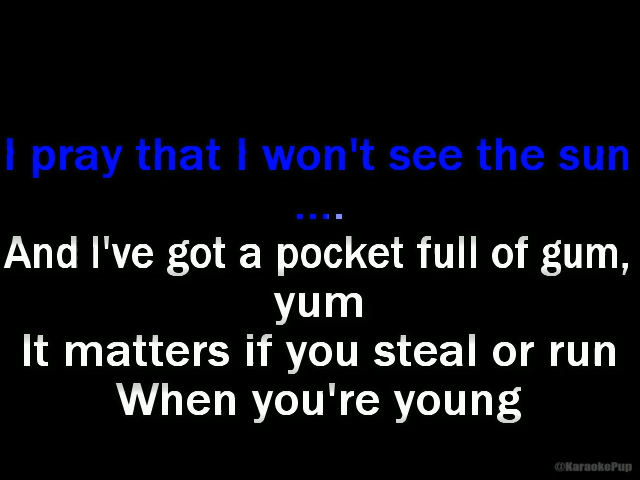 I pray that I won't see the sun
....
And I've got a pocket full of gum,
yum
It matters if you steal or run
When you're young
@KaraokePup